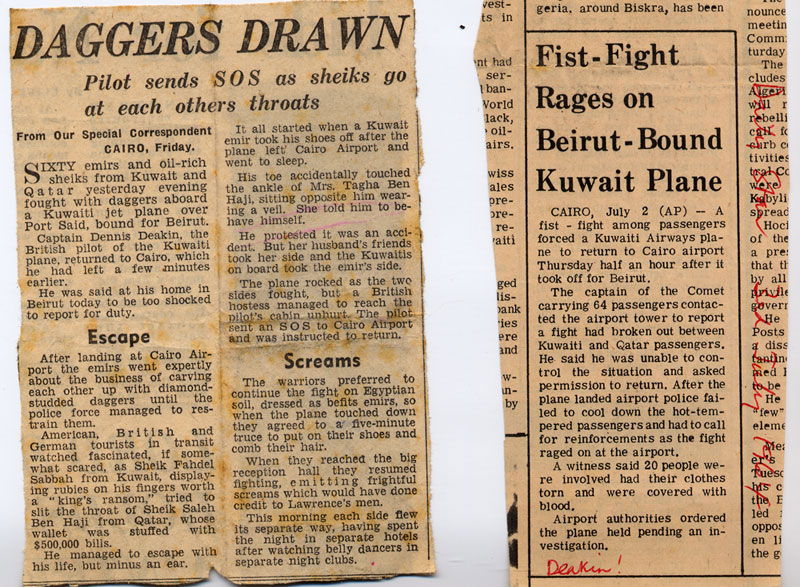 DAGGERS DRAWN
Pilot sends SOS as sheiks go
at each others throats
From Our Special Correspondent
CAIRO, Friday.
SIXTY emirs and oil-rich
sheiks from Kuwait and
Qatar yesterday evening
fought with daggers aboard
a Kuwaiti jet plane over
Port Said, bound for Beirut.
Captain Dennis Deakin, the
British pilot of the Kuwaiti
plane, returned to Cairo, which
he had left a few minutes
earlier.
He was said at his home in
Beirut today to be too shocked
to report for duty.
Escape
After landing at Cairo Air-
port the emirs went expertly
about the business of carving
each other up with diamond-
studded daggers until the
police force managed to res-
train them.
American, British and
German tourists in transit
watched fascinated, if some-
what scared, as Sheik Fahdel
Sabbah from Kuwait, display-
ing rubies on his fingers worth
a "king's ransom," tried to
slit the throat of Sheik Saleh
Ben Haji from Qatar, whose
wallet was stuffed with
$500,000 bills.
He managed to escape with
his life, but minus an ear.
It all started when a Kuwait
emir took his shoes off after the
plane left Cairo Airport and
went to sleep.
His toe accidentally touched
the ankle of Mrs. Tagha Ben
Haji, sitting opposite him wear-
ing a veil. She told him to be-
have himself.
He protested it was an acci-
dent. But her husband's friends
took her side and the Kuwaitis
on board took the emir's side.
The plane rocked as the two
sides fought, but a British
hostess managed to reach the
pilot's cabin unhurt. The pilot
sent an SOS to Cairo Airport
and was instructed to return.
Screams
The warriors preferred to
continue the fight on Egyptian
soil, dressed as befits emirs, so
when the plane touched down
they agreed to a five-minute
truce to put on their shoes and
comb their hair.
When they reached the big
reception hall they resumed
fighting, emitting frightful
screams which would have done
credit to Lawrence's men.
This morning each side flew
its separate way, having spent
the night in separate hotels
after watching belly dancers in
separate night clubs.
geria, around Biskra, has been
Fist-Fight
Rages on
Beirut-Bound
Kuwait Plane
CAIRO, July 2 (AP) — A
fist - fight among passengers
forced a Kuwaiti Airways pla-
ne to return to Cairo airport
Thursday half an hour after it
took off for Beirut.
The captain of the Comet
carrying 64 passengers contac-
ted the airport tower to report
a fight had broken out between
Kuwaiti and Qatar passengers.
He said he was unable to con-
trol the situation and asked
permission to return. After the
plane landed airport police fai-
led to cool down the hot-tem-
pered passengers and had to call
for reinforcements as the fight
raged on at the airport.
A witness said 20 people we-
re involved had their clothes
torn and were covered with
blood.
Airport authorities ordered
the plane held pending an in-
vestigation.
Deakin!